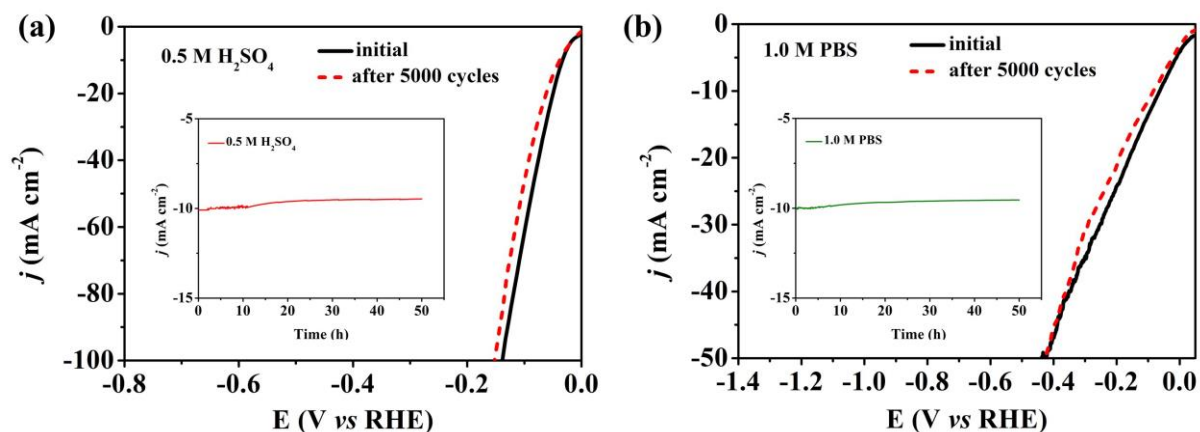 (a)
0.5 M H₂SO₄
initial
after 5000 cycles
0
-20
-40
-60
-80
-100
j (mA cm⁻²)
-0.8
-0.6
-0.4
-0.2
0.0
E (V vs RHE)
0.5 M H₂SO₄
-5
-10
-15
j (mA cm⁻²)
0
10
20
30
40
50
Time (h)
(b)
1.0 M PBS
initial
after 5000 cycles
0
-10
-20
-30
-40
-50
j (mA cm⁻²)
-1.4
-1.2
-1.0
-0.8
-0.6
-0.4
-0.2
0.0
E (V vs RHE)
1.0 M PBS
-5
-10
-15
j (mA cm⁻²)
0
10
20
30
40
50
Time (h)